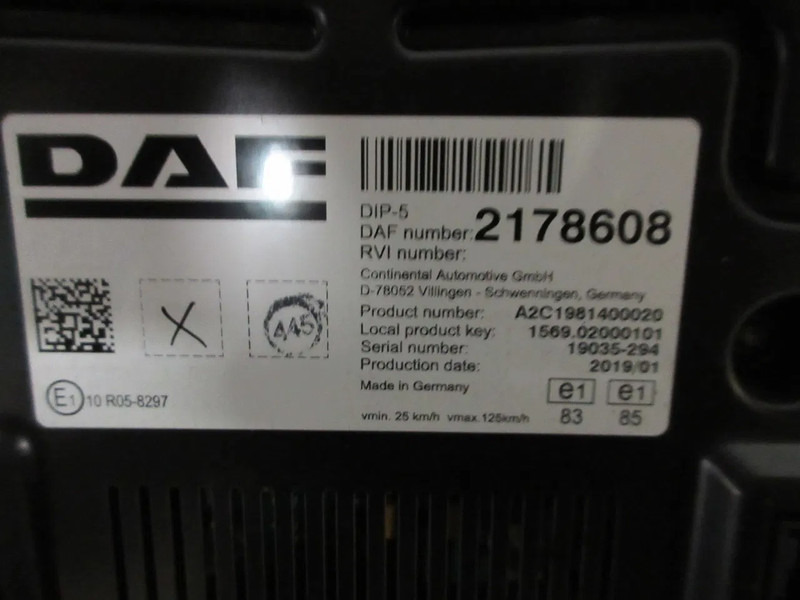 DAF
DIP-5
DAF number: 2178608
RVI number:
Continental Automotive GmbH
D-78052 Villingen - Schwenningen, Germany
Product number: A2C1981400020
Local product key: 1569.02000101
Serial number: 19035-294
Production date: 2019/01
Made in Germany e1 e1
vmin. 25 km/h vmax.125km/h 83 85
X
A45
E1 10 R05-8297